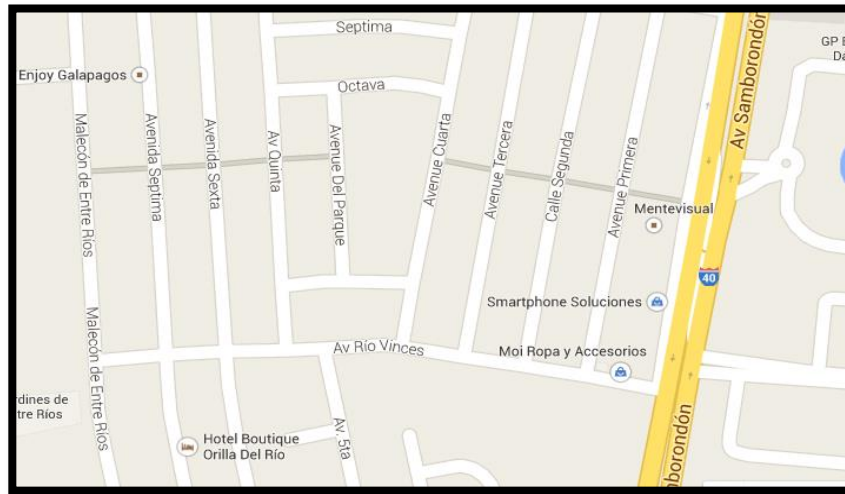 Septima
GP E
Da
Enjoy Galapagos
Octava
Av Samborondón
Malecón de Entre Ríos
Avenida Septima
Avenida Sexta
Av Quinta
Avenue Del Parque
Avenue Cuarta
Avenue Tercera
Calle Segunda
Avenue Primera
Mentevisual
40
Smartphone Soluciones
Malecón de Entre Ríos
Av Río Vinces
Moi Ropa y Accesorios
rdines de
tre Ríos
Av. 5ta
Hotel Boutique
Orilla Del Río
mborondón